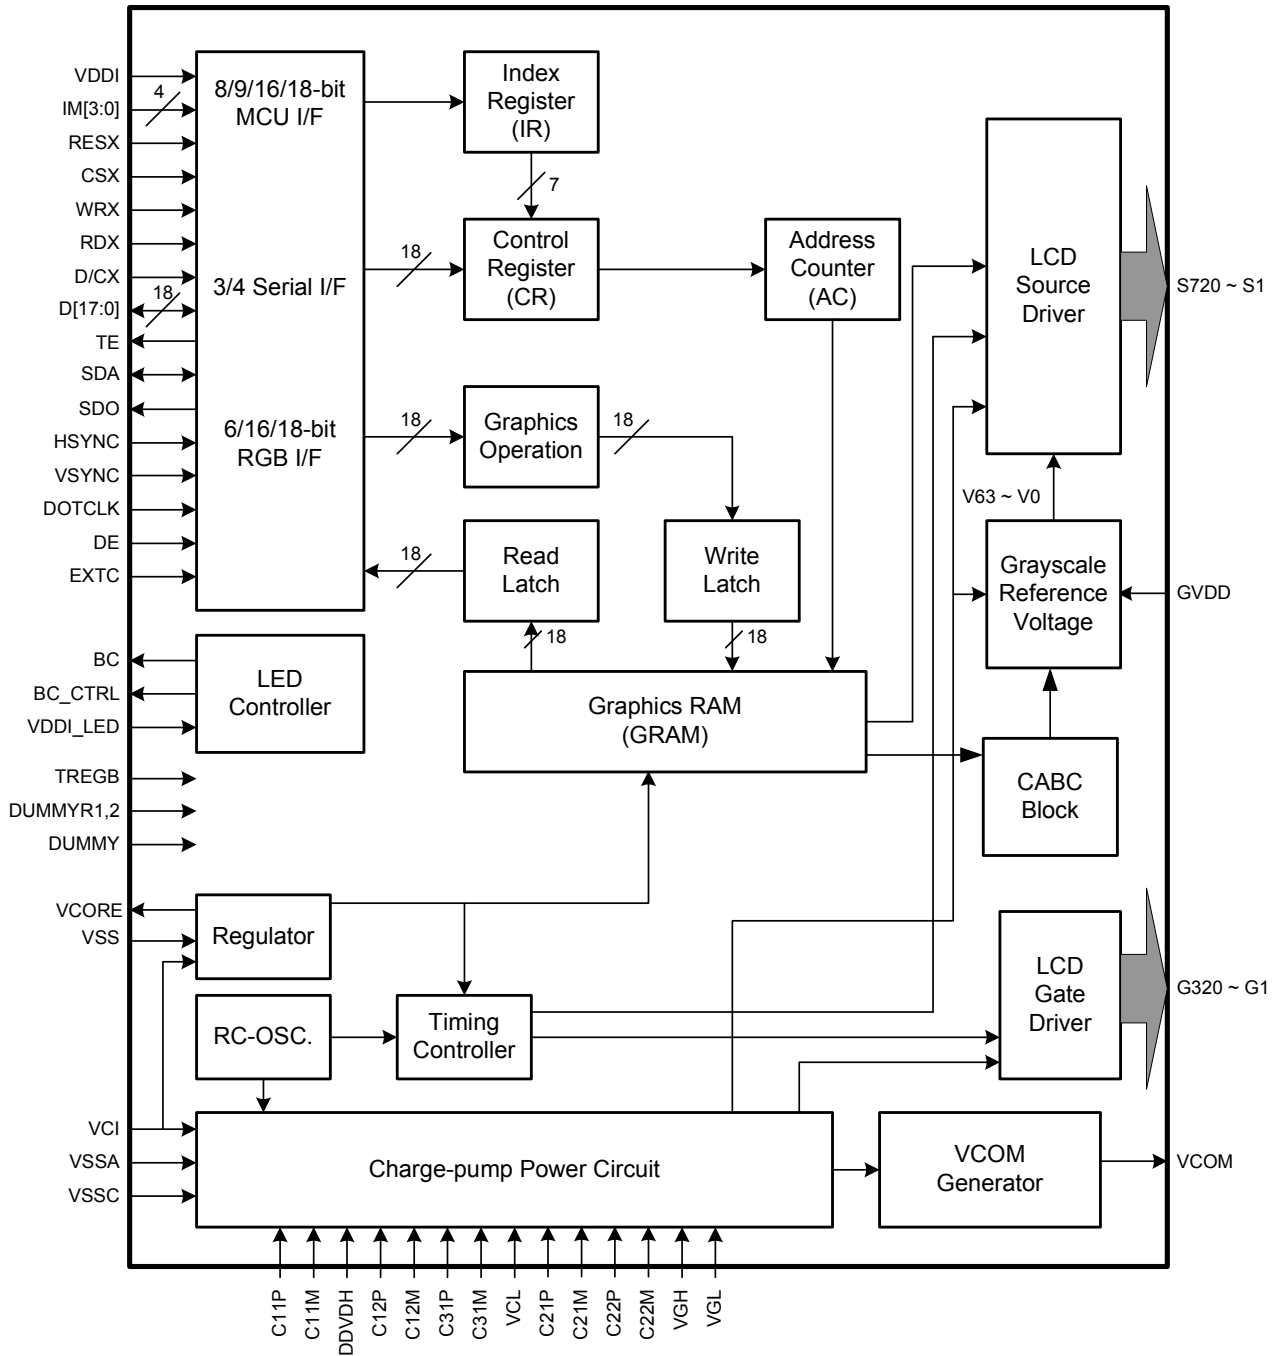 VDDI
IM[3:0]
4
RESX
CSX
WRX
RDX
D/CX
D[17:0]
18
TE
SDA
SDO
HSYNC
VSYNC
DOTCLK
DE
EXTC
8/9/16/18-bit
MCU I/F
3/4 Serial I/F
6/16/18-bit
RGB I/F
Index
Register
(IR)
7
18
Control
Register
(CR)
Address
Counter
(AC)
LCD
Source
Driver
S720 ~ S1
18
Graphics
Operation
18
V63 ~ V0
18
Read
Latch
Write
Latch
Grayscale
Reference
Voltage
GVDD
18
18
BC
BC_CTRL
VDDI_LED
LED
Controller
Graphics RAM
(GRAM)
TREGB
DUMMYR1,2
DUMMY
CABC
Block
VCORE
VSS
Regulator
LCD
Gate
Driver
G320 ~ G1
RC-OSC.
Timing
Controller
VCI
VSSA
VSSC
Charge-pump Power Circuit
VCOM
Generator
VCOM
C11P
C11M
DDVDH
C12P
C12M
C31P
C31M
VCL
C21P
C21M
C22P
C22M
VGH
VGL